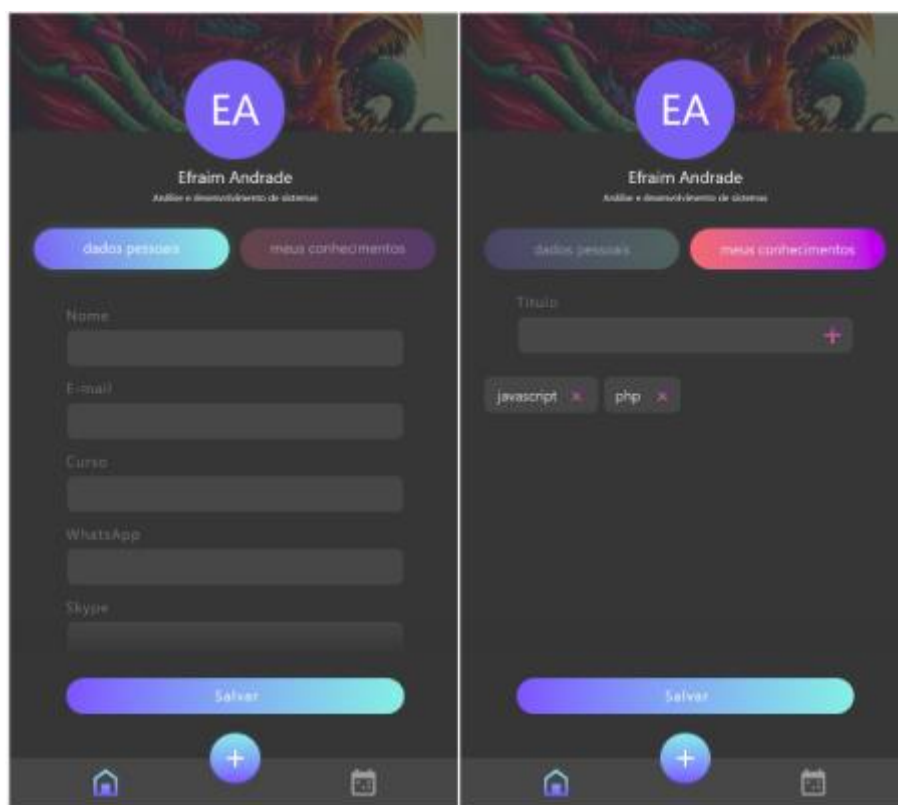 EA
Efraim Andrade
Análise e desenvolvimento de sistemas
dados pessoais
meus conhecimentos
Nome
E-mail
Curso
WhatsApp
Skype
Salvar
EA
Efraim Andrade
Análise e desenvolvimento de sistemas
dados pessoais
meus conhecimentos
Titulo
javascript
php
Salvar